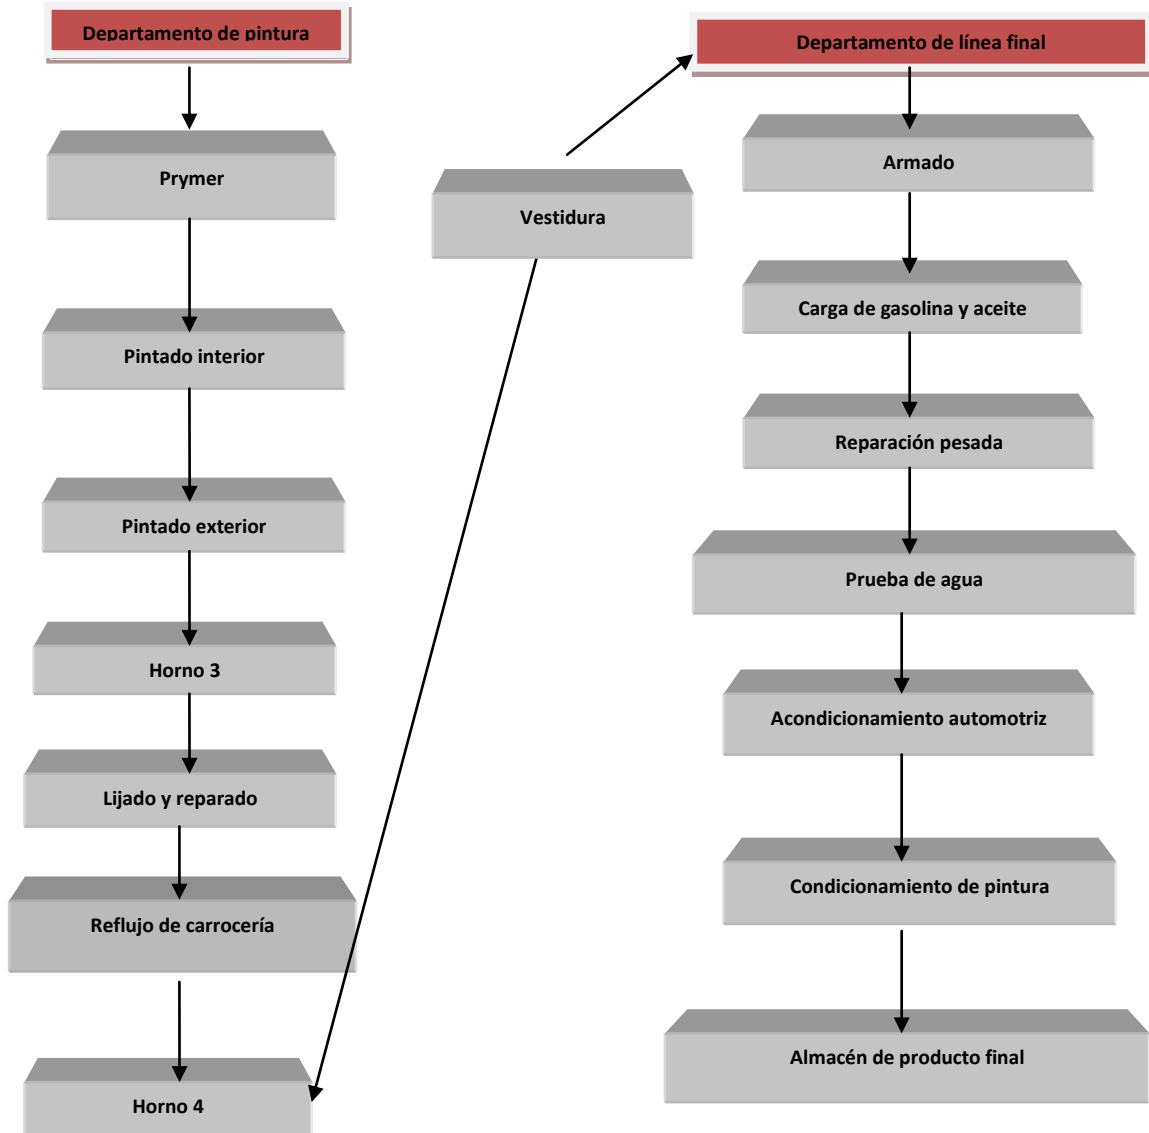 Departamento de pintura
Prymer
Pintado interior
Pintado exterior
Horno 3
Lijado y reparado
Reflujo de carrocería
Horno 4
Vestidura
Departamento de línea final
Armado
Carga de gasolina y aceite
Reparación pesada
Prueba de agua
Acondicionamiento automotriz
Condicionamiento de pintura
Almacén de producto final